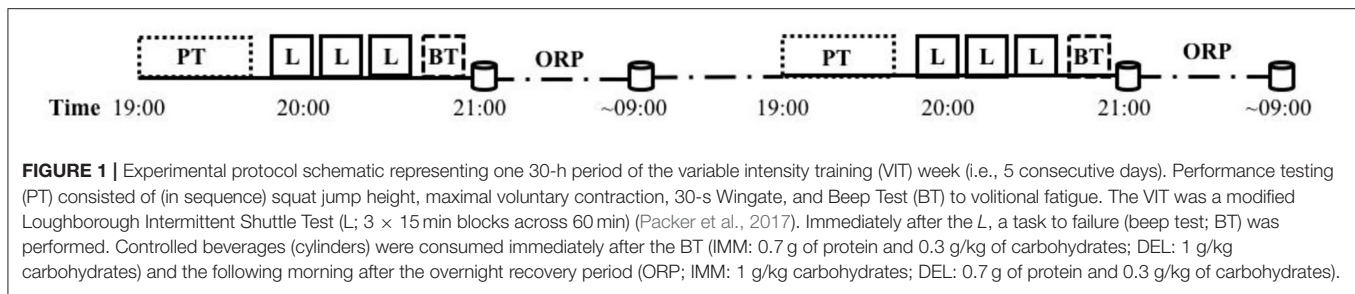 PT L L L BT ORP PT L L L BT ORP
Time 19:00 20:00 21:00 ~09:00 19:00 20:00 21:00 ~09:00
FIGURE 1 | Experimental protocol schematic representing one 30-h period of the variable intensity training (VIT) week (i.e., 5 consecutive days). Performance testing
(PT) consisted of (in sequence) squat jump height, maximal voluntary contraction, 30-s Wingate, and Beep Test (BT) to volitional fatigue. The VIT was a modified
Loughborough Intermittent Shuttle Test (L; 3 × 15 min blocks across 60 min) (Packer et al., 2017). Immediately after the L, a task to failure (beep test; BT) was
performed. Controlled beverages (cylinders) were consumed immediately after the BT (IMM: 0.7 g of protein and 0.3 g/kg of carbohydrates; DEL: 1 g/kg
carbohydrates) and the following morning after the overnight recovery period (ORP; IMM: 1 g/kg carbohydrates; DEL: 0.7 g of protein and 0.3 g/kg of carbohydrates).